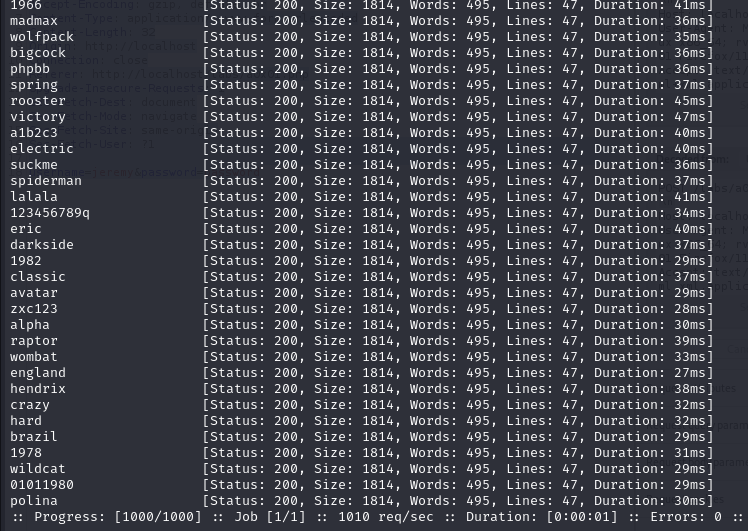 1966 [Status: 200, Size: 1814, Words: 495, Lines: 47, Duration: 41ms]
madmax [Status: 200, Size: 1814, Words: 495, Lines: 47, Duration: 36ms]
wolfpack [Status: 200, Size: 1814, Words: 495, Lines: 47, Duration: 35ms]
bigcock [Status: 200, Size: 1814, Words: 495, Lines: 47, Duration: 36ms]
phpbb [Status: 200, Size: 1814, Words: 495, Lines: 47, Duration: 36ms]
spring [Status: 200, Size: 1814, Words: 495, Lines: 47, Duration: 37ms]
rooster [Status: 200, Size: 1814, Words: 495, Lines: 47, Duration: 45ms]
victory [Status: 200, Size: 1814, Words: 495, Lines: 47, Duration: 47ms]
a1b2c3 [Status: 200, Size: 1814, Words: 495, Lines: 47, Duration: 40ms]
electric [Status: 200, Size: 1814, Words: 495, Lines: 47, Duration: 40ms]
suckme [Status: 200, Size: 1814, Words: 495, Lines: 47, Duration: 36ms]
spiderman [Status: 200, Size: 1814, Words: 495, Lines: 47, Duration: 37ms]
lalala [Status: 200, Size: 1814, Words: 495, Lines: 47, Duration: 41ms]
123456789q [Status: 200, Size: 1814, Words: 495, Lines: 47, Duration: 34ms]
eric [Status: 200, Size: 1814, Words: 495, Lines: 47, Duration: 40ms]
darkside [Status: 200, Size: 1814, Words: 495, Lines: 47, Duration: 37ms]
1982 [Status: 200, Size: 1814, Words: 495, Lines: 47, Duration: 29ms]
classic [Status: 200, Size: 1814, Words: 495, Lines: 47, Duration: 37ms]
avatar [Status: 200, Size: 1814, Words: 495, Lines: 47, Duration: 29ms]
zxc123 [Status: 200, Size: 1814, Words: 495, Lines: 47, Duration: 28ms]
alpha [Status: 200, Size: 1814, Words: 495, Lines: 47, Duration: 30ms]
raptor [Status: 200, Size: 1814, Words: 495, Lines: 47, Duration: 39ms]
wombat [Status: 200, Size: 1814, Words: 495, Lines: 47, Duration: 33ms]
england [Status: 200, Size: 1814, Words: 495, Lines: 47, Duration: 27ms]
hendrix [Status: 200, Size: 1814, Words: 495, Lines: 47, Duration: 38ms]
crazy [Status: 200, Size: 1814, Words: 495, Lines: 47, Duration: 32ms]
hard [Status: 200, Size: 1814, Words: 495, Lines: 47, Duration: 32ms]
brazil [Status: 200, Size: 1814, Words: 495, Lines: 47, Duration: 29ms]
1978 [Status: 200, Size: 1814, Words: 495, Lines: 47, Duration: 31ms]
wildcat [Status: 200, Size: 1814, Words: 495, Lines: 47, Duration: 29ms]
01011980 [Status: 200, Size: 1814, Words: 495, Lines: 47, Duration: 29ms]
polina [Status: 200, Size: 1814, Words: 495, Lines: 47, Duration: 30ms]
:: Progress: [1000/1000] :: Job [1/1] :: 1010 req/sec :: Duration: [0:00:01] :: Errors: 0 ::